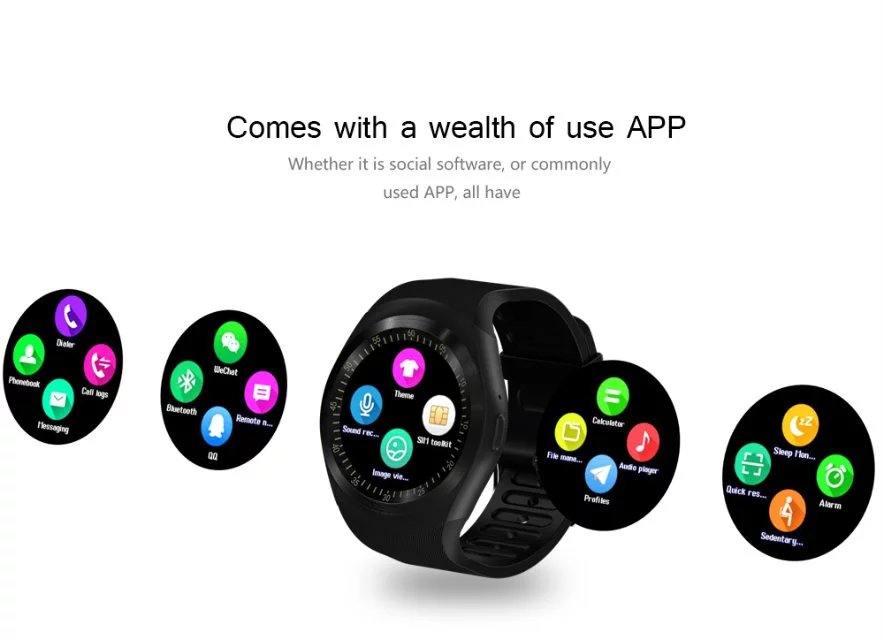 Comes with a wealth of use APP
Whether it is social software, or commonly
used APP, all have
Dialer
Phonebook
Call logs
Messaging
WeChat
Bluetooth
Remote n...
QQ
60
Theme
Sound rec...
SIM toolkit
Image vie...
Calculator
File mane...
Audio player
Profiles
Sleep Mon...
Quick res...
Alarm
Sedentary...